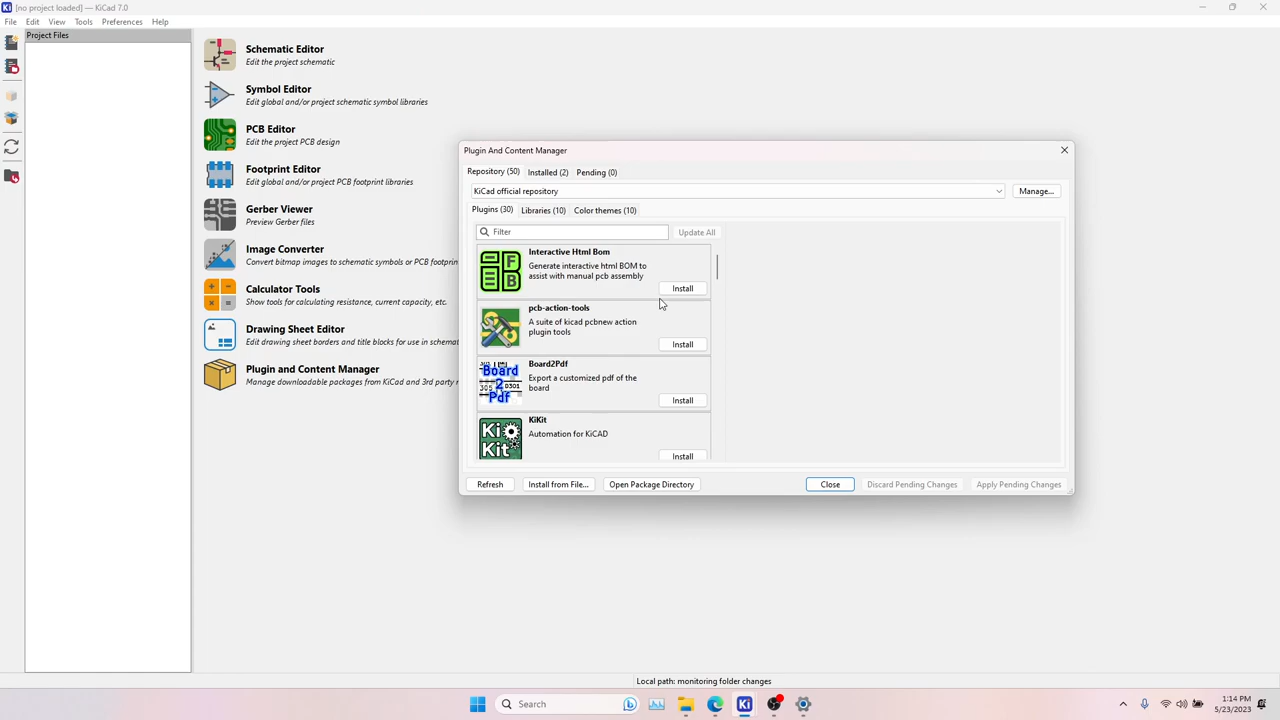 [no project loaded] — KiCad 7.0
File Edit View Tools Preferences Help
Project Files
Schematic Editor
Edit the project schematic
Symbol Editor
Edit global and/or project schematic symbol libraries
PCB Editor
Edit the project PCB design
Footprint Editor
Edit global and/or project PCB footprint libraries
Gerber Viewer
Preview Gerber files
Image Converter
Convert bitmap images to schematic symbols or PCB footprin
Calculator Tools
Show tools for calculating resistance, current capacity, etc.
Drawing Sheet Editor
Edit drawing sheet borders and title blocks for use in schemat
Plugin and Content Manager
Manage downloadable packages from KiCad and 3rd party r
Plugin And Content Manager
Repository (50) Installed (2) Pending (0)
KiCad official repository Manage...
Plugins (30) Libraries (10) Color themes (10)
Filter Update All
Interactive Html Bom
Generate interactive html BOM to
assist with manual pcb assembly
Install
pcb-action-tools
A suite of kicad pcbnew action
plugin tools
Install
Board2Pdf
Export a customized pdf of the
board
Install
Board
2
Pdf
KiKit
Automation for KiCAD
Install
Ki
Kit
Refresh Install from File... Open Package Directory Close Discard Pending Changes Apply Pending Changes
Local path: monitoring folder changes
Search
1:14 PM
5/23/2023